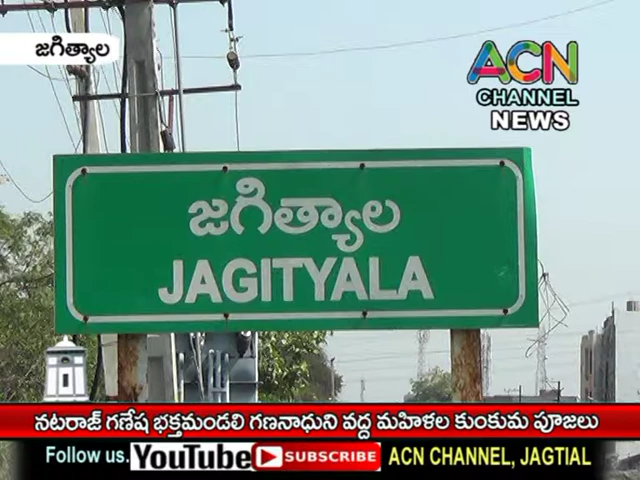 జగిత్యాల
ACN
CHANNEL
NEWS
జగిత్యాల
JAGITYALA
నటరాజ్ గణేష భక్తమండలి గణనాధుని వద్ద మహిళల కుంకుమ పూజలు
Follow us. YouTube SUBSCRIBE ACN CHANNEL, JAGTIAL